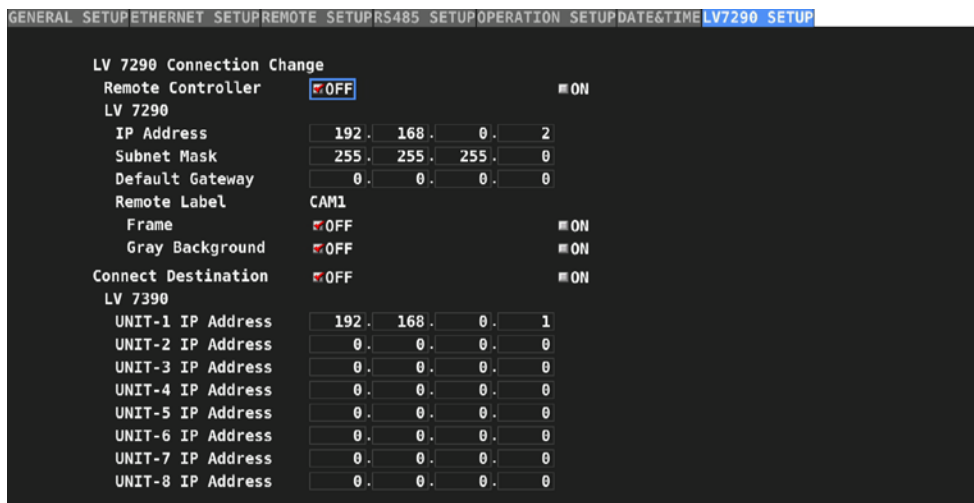 GENERAL SETUP ETHERNET SETUP REMOTE SETUP RS485 SETUP OPERATION SETUP DATE&TIME LV7290 SETUP
LV 7290 Connection Change
Remote Controller OFF ON
LV 7290
IP Address 192. 168. 0. 2
Subnet Mask 255. 255. 255. 0
Default Gateway 0. 0. 0. 0
Remote Label CAM1
Frame OFF ON
Gray Background OFF ON
Connect Destination OFF ON
LV 7390
UNIT-1 IP Address 192. 168. 0. 1
UNIT-2 IP Address 0. 0. 0. 0
UNIT-3 IP Address 0. 0. 0. 0
UNIT-4 IP Address 0. 0. 0. 0
UNIT-5 IP Address 0. 0. 0. 0
UNIT-6 IP Address 0. 0. 0. 0
UNIT-7 IP Address 0. 0. 0. 0
UNIT-8 IP Address 0. 0. 0. 0